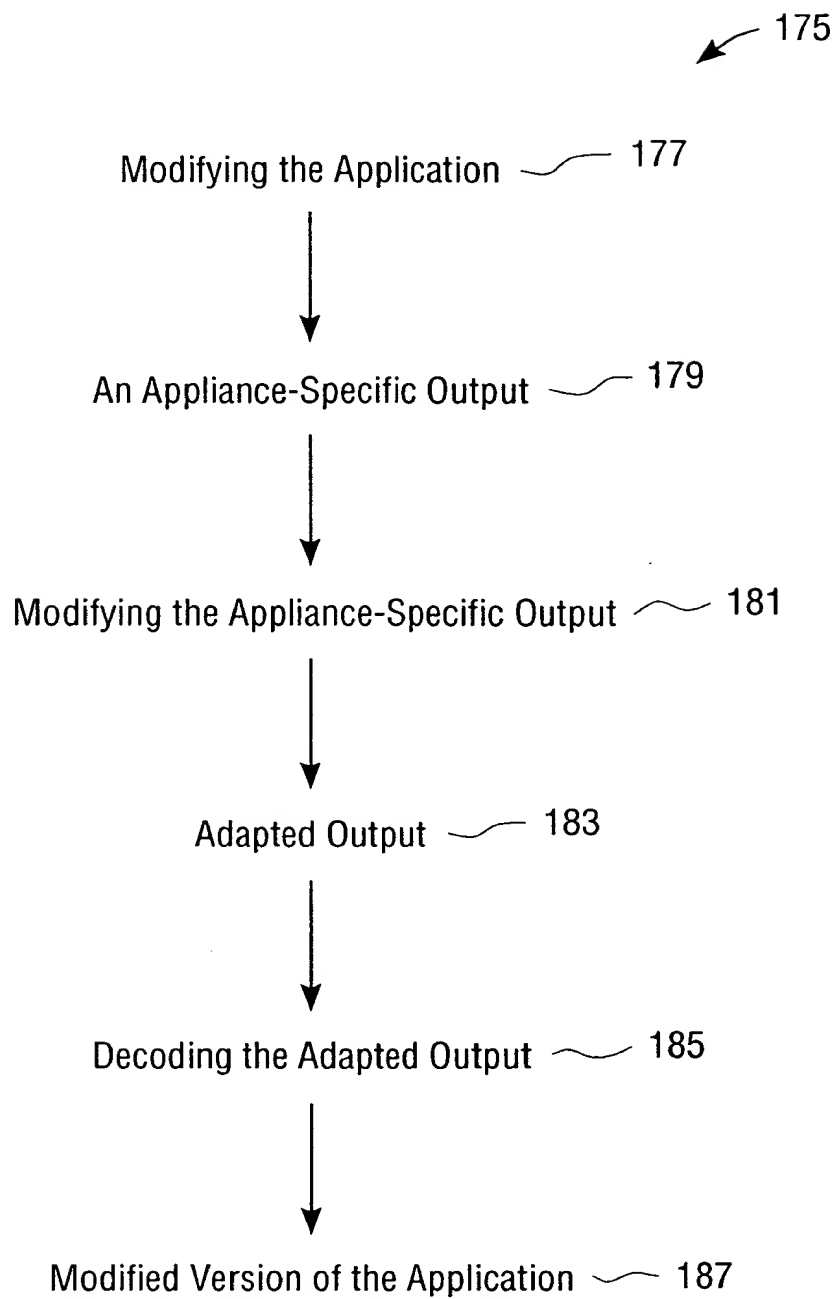 175
Modifying the Application 177
An Appliance-Specific Output 179
Modifying the Appliance-Specific Output 181
Adapted Output 183
Decoding the Adapted Output 185
Modified Version of the Application 187